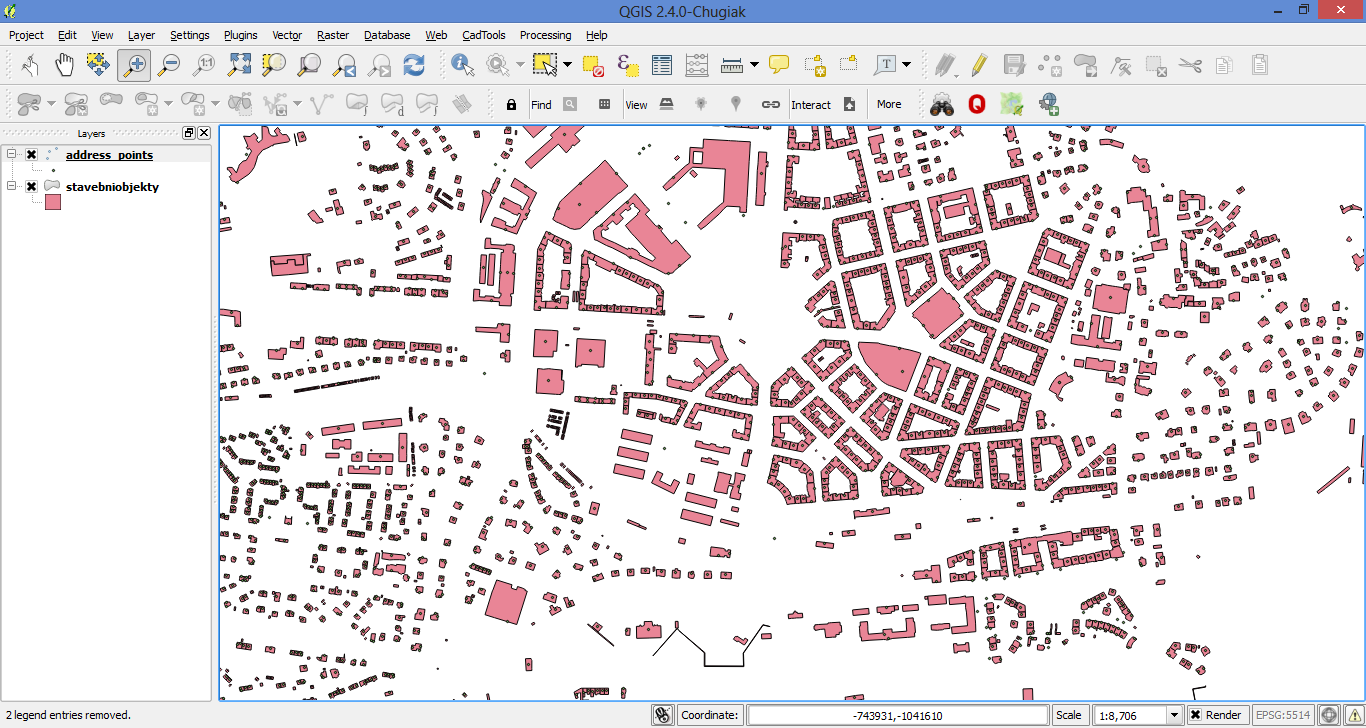 QGIS 2.4.0-Chugiak
Project Edit View Layer Settings Plugins Vector Raster Database Web CadTools Processing Help
1:1
T
Find View Interact More Q
Layers
address_points
stavebniobjekty
2 legend entries removed.
Coordinate: -743931,-1041610 Scale 1:8,706 Render EPSG:5514